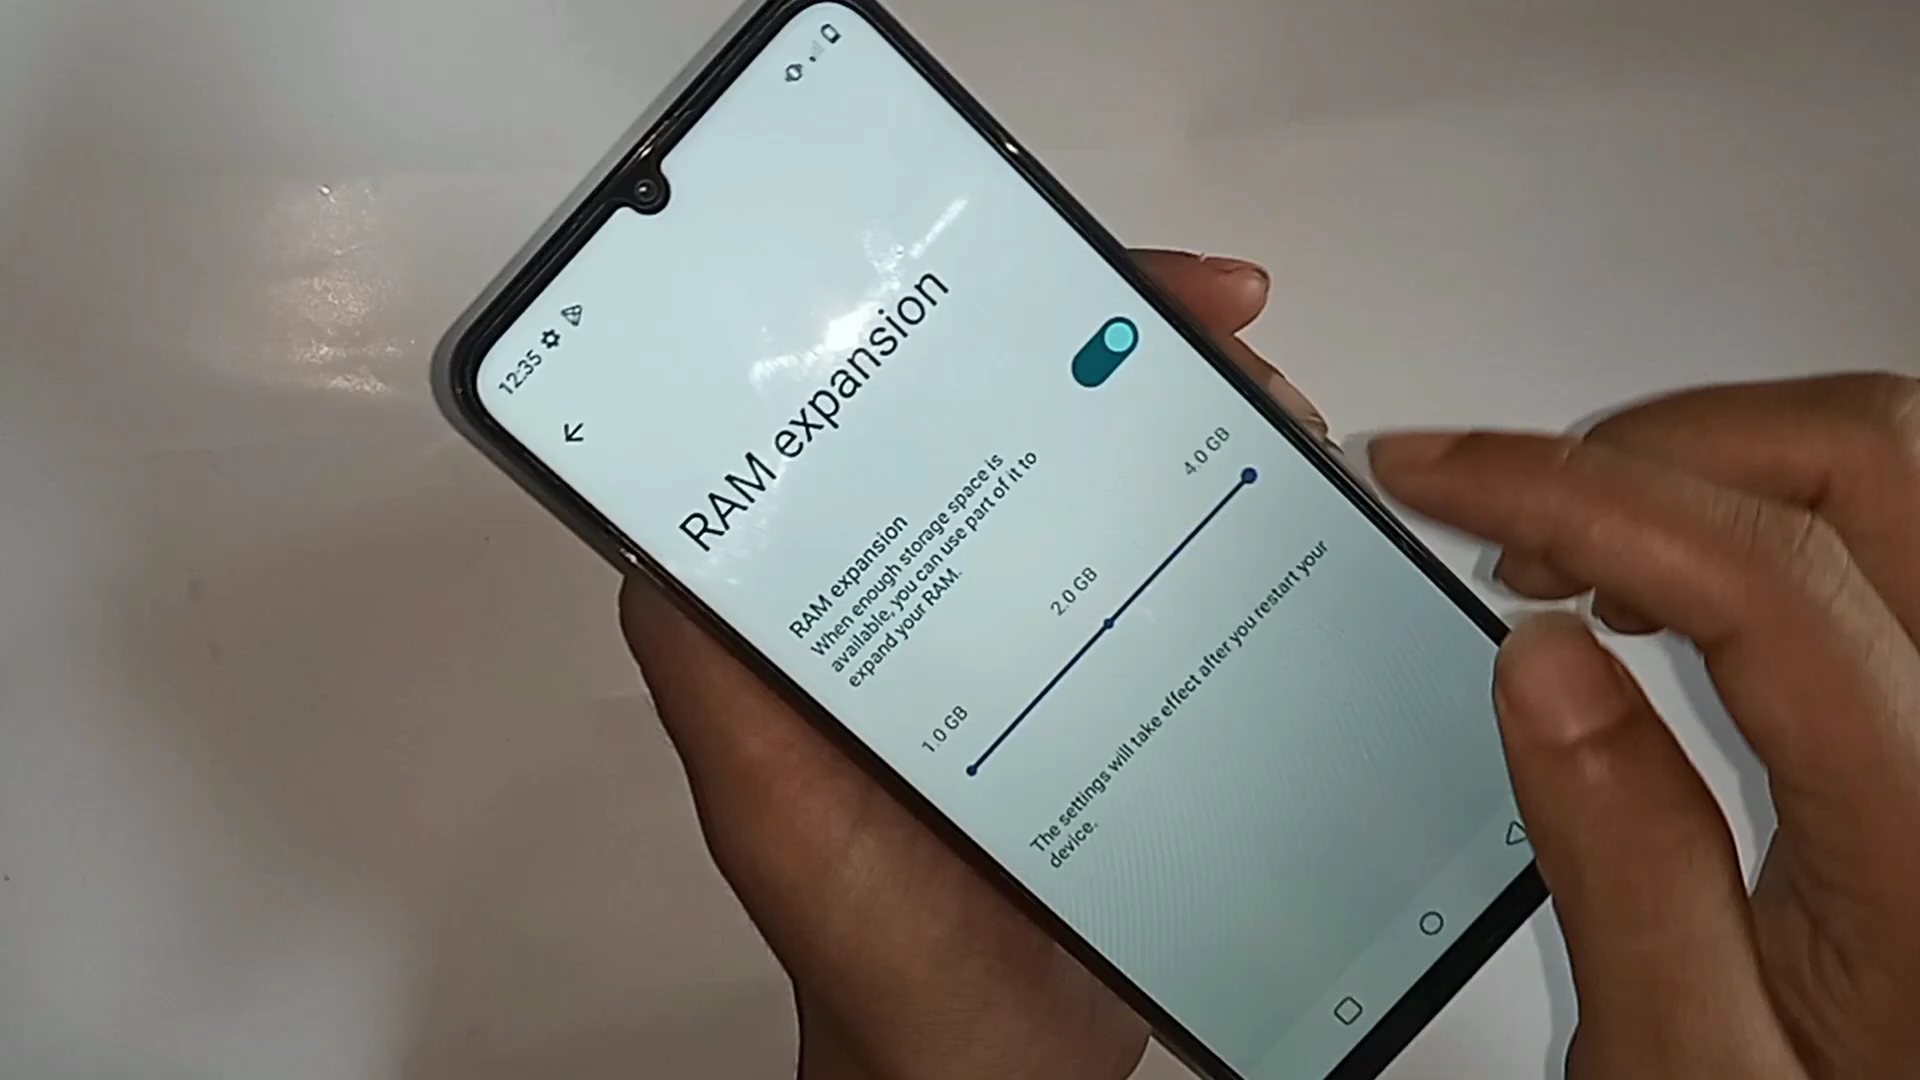 12:35
RAM expansion
RAM expansion
When enough storage space is
available, you can use part of it to
expand your RAM.
1.0 GB
2.0 GB
4.0 GB
The settings will take effect after you restart your
device.